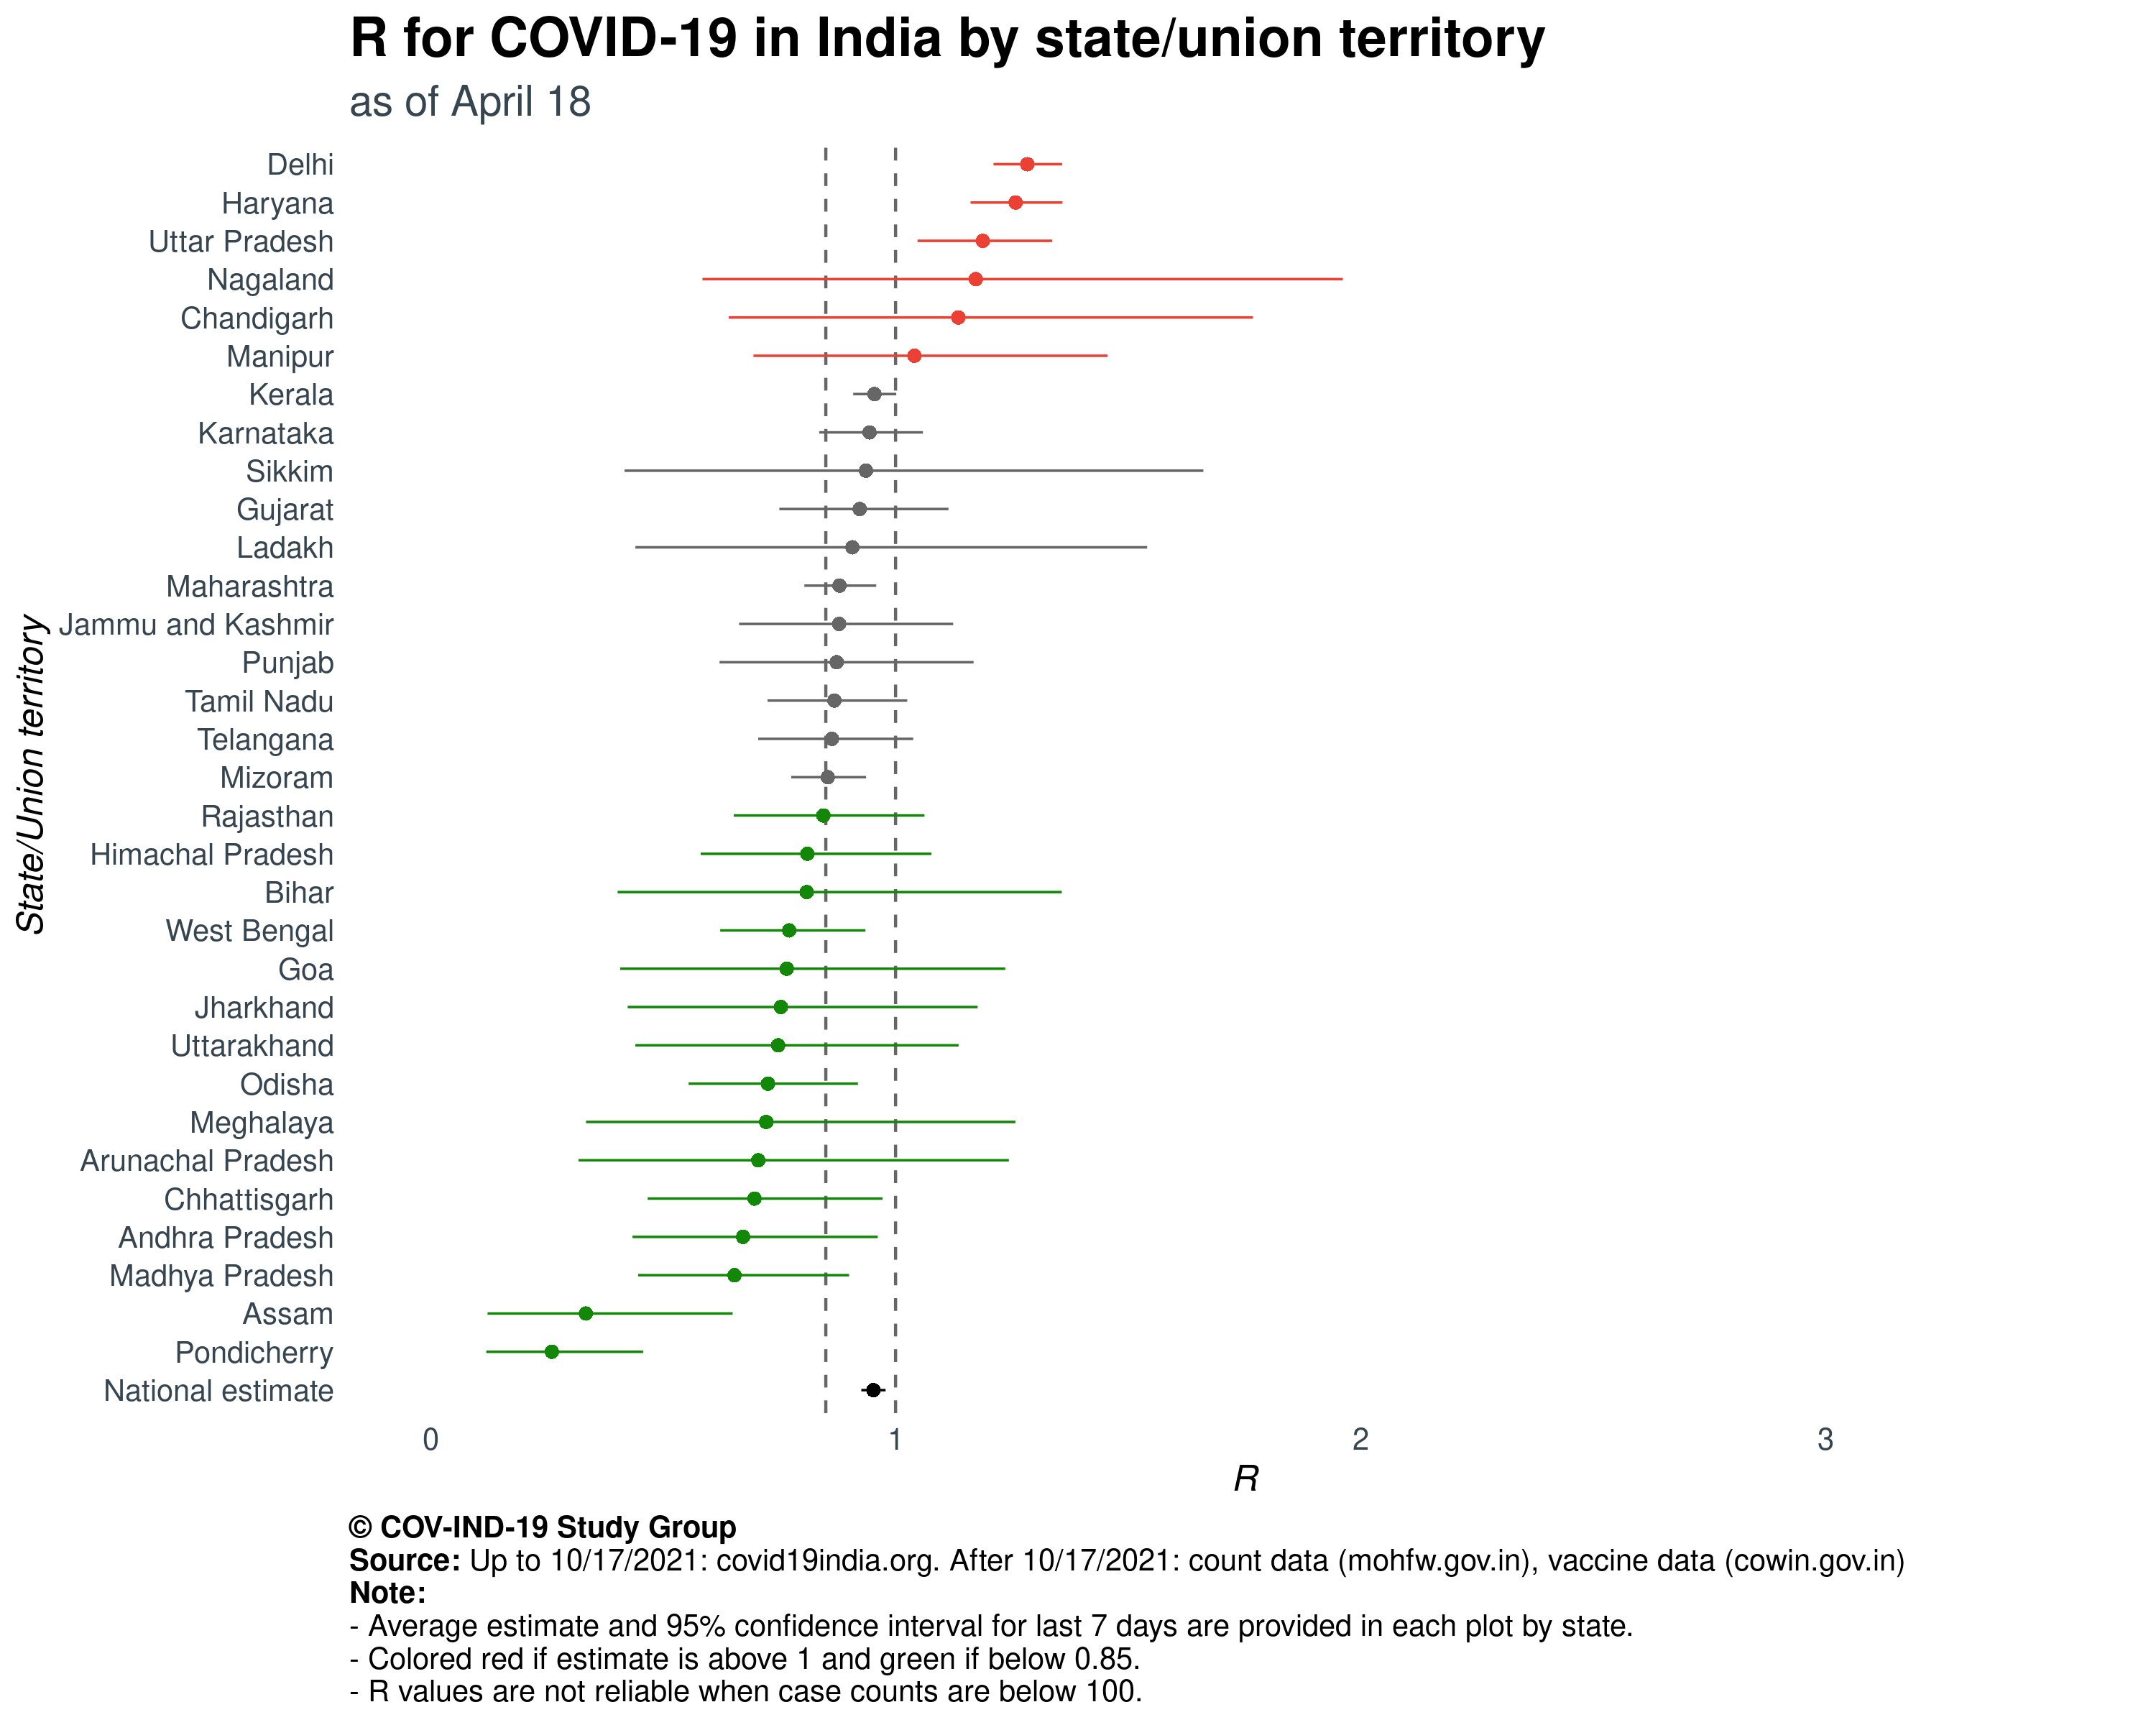 R for COVID-19 in India by state/union territory
as of April 18
Delhi
Haryana
Uttar Pradesh
Nagaland
Chandigarh
Manipur
Kerala
Karnataka
Sikkim
Gujarat
Ladakh
Maharashtra
Jammu and Kashmir
Punjab
Tamil Nadu
Telangana
Mizoram
Rajasthan
Himachal Pradesh
Bihar
West Bengal
Goa
Jharkhand
Uttarakhand
Odisha
Meghalaya
Arunachal Pradesh
Chhattisgarh
Andhra Pradesh
Madhya Pradesh
Assam
Pondicherry
National estimate
State/Union territory
0 1 2 3
R
© COV-IND-19 Study Group
Source: Up to 10/17/2021: covid19india.org. After 10/17/2021: count data (mohfw.gov.in), vaccine data (cowin.gov.in)
Note:
- Average estimate and 95% confidence interval for last 7 days are provided in each plot by state.
- Colored red if estimate is above 1 and green if below 0.85.
- R values are not reliable when case counts are below 100.